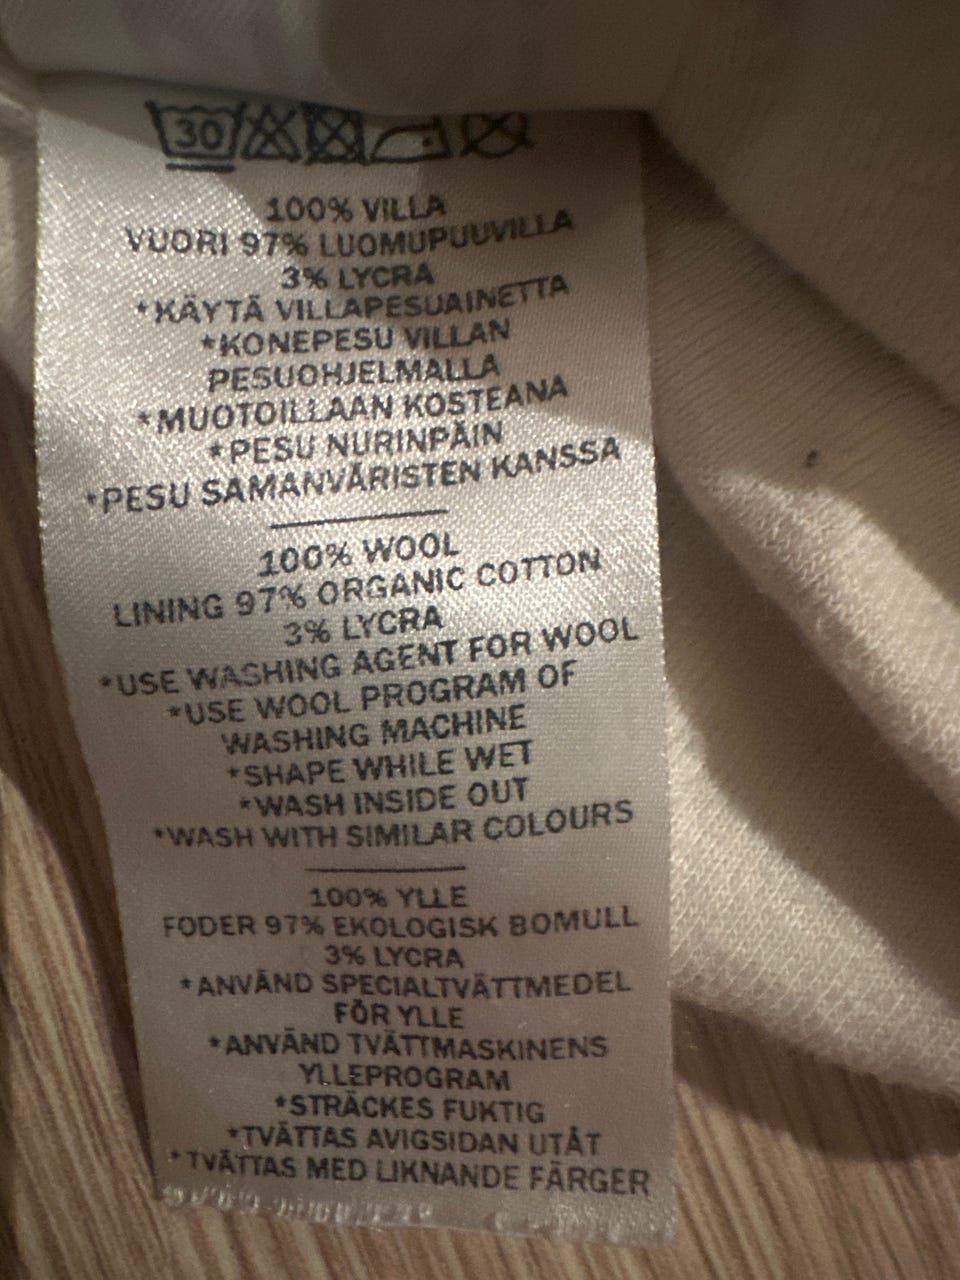 30
100% VILLA
VUORI 97% LUOMUPUUVILLA
3% LYCRA
*KÄYTÄ VILLAPESUAINETTA
*KONEPESU VILLAN
PESUOHJELMALLA
*MUOTOILLAAN KOSTEANA
*PESU NURINPÄIN
*PESU SAMANVÄRISTEN KANSSA
100% WOOL
LINING 97% ORGANIC COTTON
3% LYCRA
*USE WASHING AGENT FOR WOOL
*USE WOOL PROGRAM OF
WASHING MACHINE
*SHAPE WHILE WET
*WASH INSIDE OUT
*WASH WITH SIMILAR COLOURS
100% YLLE
FODER 97% EKOLOGISK BOMULL
3% LYCRA
*ANVÄND SPECIALTVÄTTMEDEL
FÖR YLLE
*ANVÄND TVÄTTMASKINENS
YLLEPROGRAM
*STRÄCKES FUKTIG
*TVÄTTAS AVIGSIDAN UTÅT
*TVÄTTAS MED LIKNANDE FÄRGER